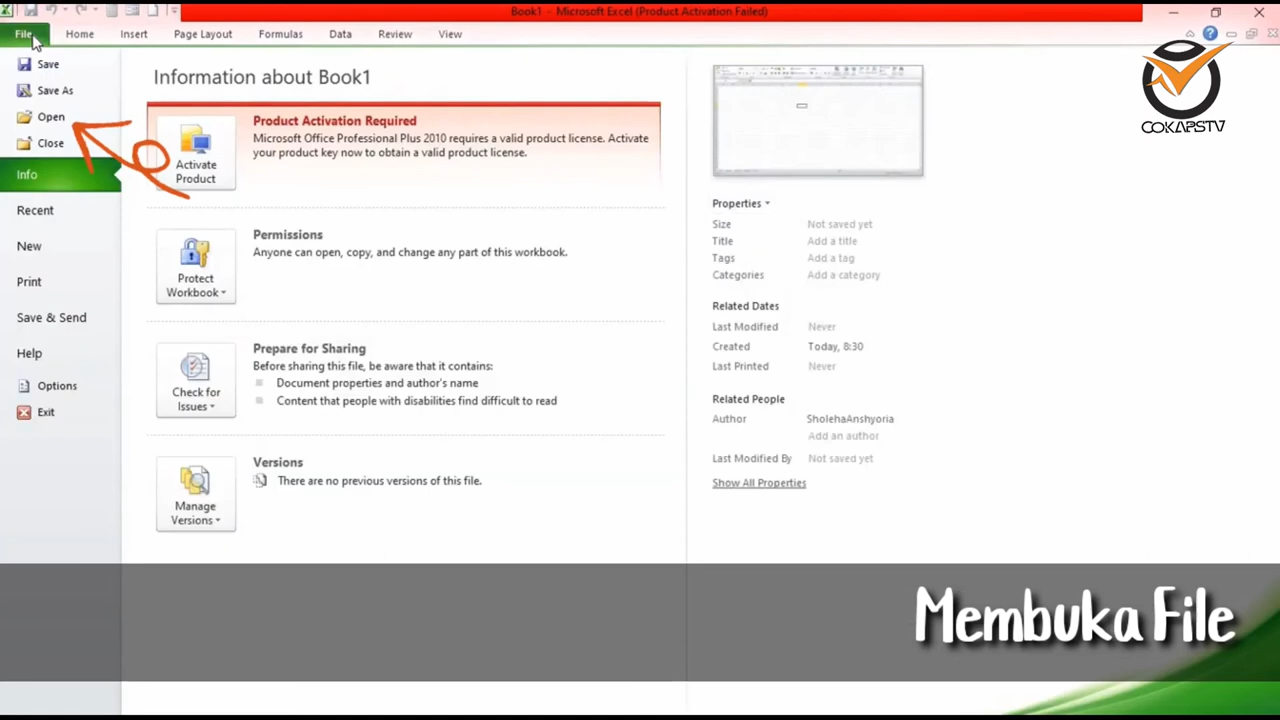 Book1 - Microsoft Excel (Product Activation Failed)
File Home Insert Page Layout Formulas Data Review View
COKAPSTV
Save
Save As
Open
Close
Info
Recent
New
Print
Save & Send
Help
Options
Exit
Information about Book1
Activate
Product
Product Activation Required
Microsoft Office Professional Plus 2010 requires a valid product license. Activate
your product key now to obtain a valid product license.
Protect
Workbook
Permissions
Anyone can open, copy, and change any part of this workbook.
Check for
Issues
Prepare for Sharing
Before sharing this file, be aware that it contains:
Document properties and author's name
Content that people with disabilities find difficult to read
Manage
Versions
Versions
There are no previous versions of this file.
Properties
Size Not saved yet
Title Add a title
Tags Add a tag
Categories Add a category
Related Dates
Last Modified Never
Created Today, 8:30
Last Printed Never
Related People
Author SholehaAnshyoria
Add an author
Last Modified By Not saved yet
Show All Properties
Membuka File